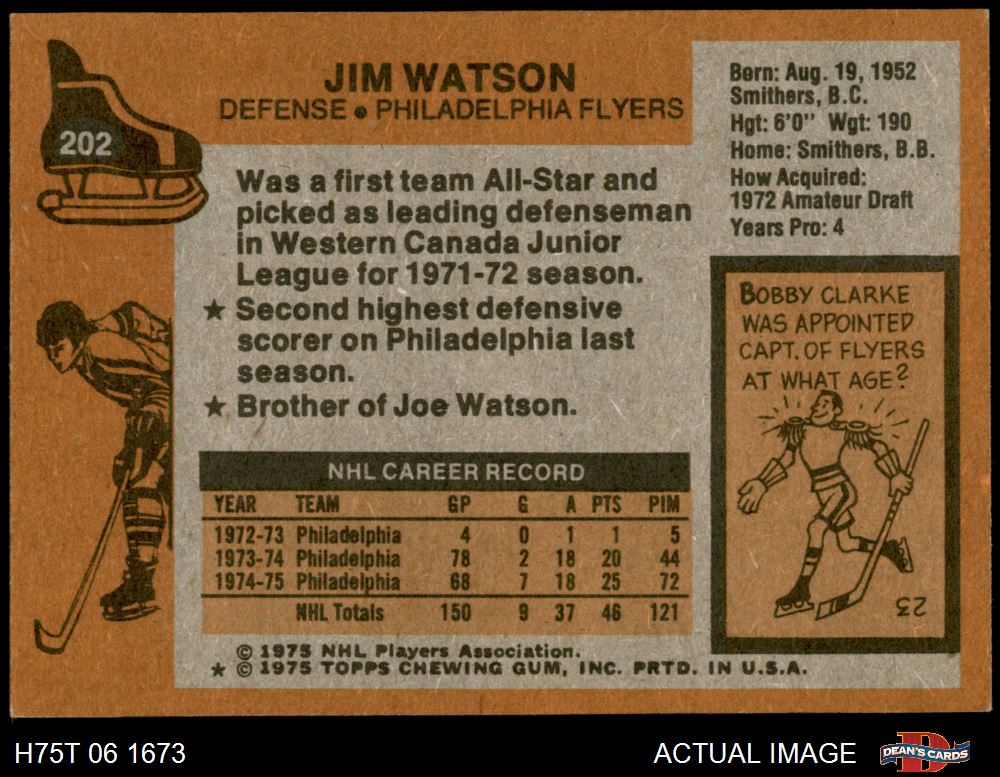 JIM WATSON
DEFENSE • PHILADELPHIA FLYERS
202
Born: Aug. 19, 1952
Smithers, B.C.
Hgt: 6'0" Wgt: 190
Home: Smithers, B.B.
How Acquired:
1972 Amateur Draft
Years Pro: 4
Was a first team All-Star and
picked as leading defenseman
in Western Canada Junior
League for 1971-72 season.
★ Second highest defensive
scorer on Philadelphia last
season.
★ Brother of Joe Watson.
BOBBY CLARKE
WAS APPOINTED
CAPT. OF FLYERS
AT WHAT AGE?
23
NHL CAREER RECORD
YEAR TEAM GP G A PTS PIM
1972-73 Philadelphia 4 0 1 1 5
1973-74 Philadelphia 78 2 18 20 44
1974-75 Philadelphia 68 7 18 25 72
NHL Totals 150 9 37 46 121
© 1975 NHL Players Association.
★ © 1975 TOPPS CHEWING GUM, INC. PRTD. IN U.S.A.
H75T 06 1673
ACTUAL IMAGE
D
DEAN'S CARDS